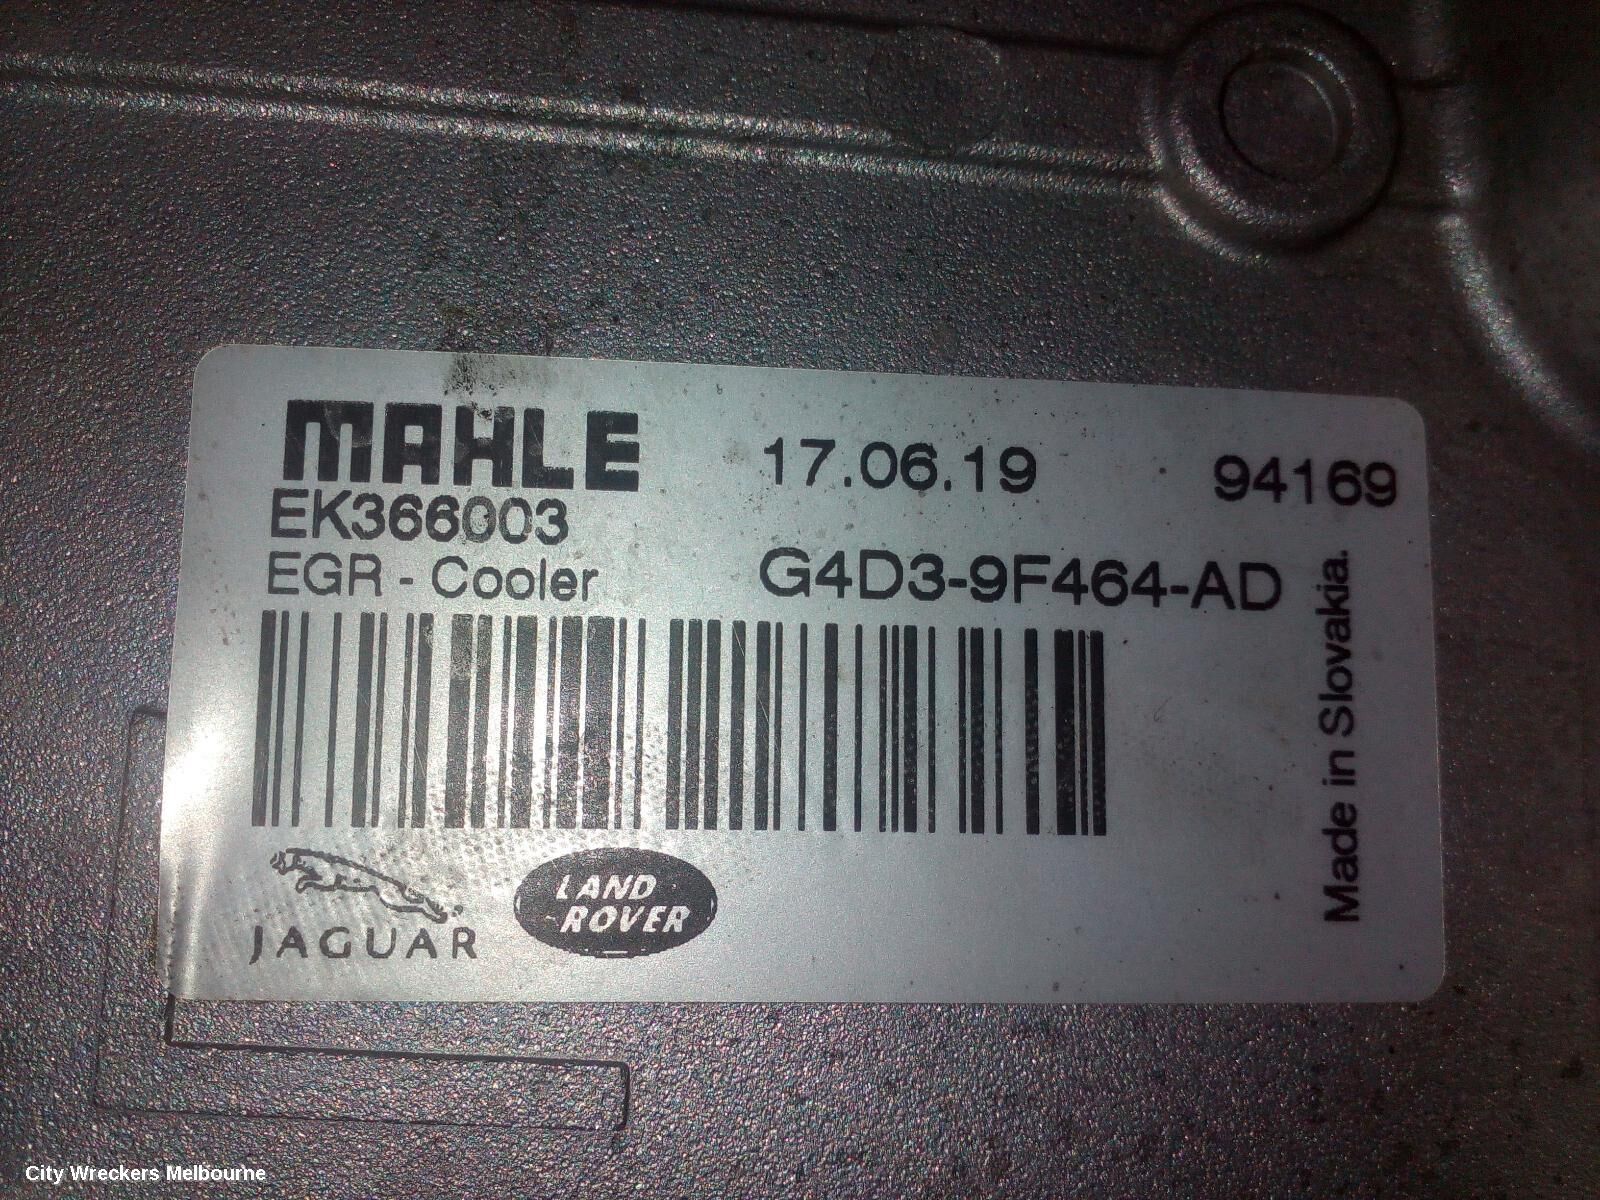 MAHLE 17.06.19 94169
EK366003
EGR - Cooler G4D3-9F464-AD
Made in Slovakia.
JAGUAR
LAND
ROVER
City Wreckers Melbourne